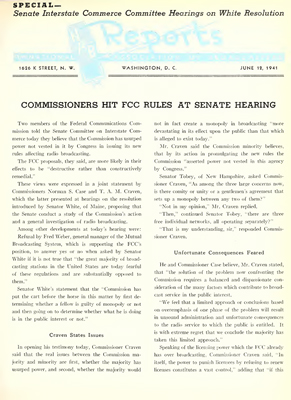 SPECIAL—
Senate Interstate Commerce Committee Hearings on White Resolution
NAB Reports
1626 K STREET, N. W.
WASHINGTON, D. C.
JUNE 12, 1941
COMMISSIONERS HIT FCC RULES AT SENATE HEARING
Two members of the Federal Communications Com-
mission told the Senate Committee on Interstate Com-
merce today they believe that the Commission has usurped
power not vested in it by Congress in issuing its new
rules affecting radio broadcasting.
The FCC proposals, they said, are more likely in their
effects to be "destructive rather than constructively
remedial."
These views were expressed in a joint statement by
Commissioners Norman S. Case and T. A. M. Craven,
which the latter presented at hearings on the resolution
introduced by Senator White, of Maine, proposing that
the Senate conduct a study of the Commission's action
and a general investigation of radio broadcasting.
Among other developments at today's hearing were:
Refusal by Fred Weber, general manager of the Mutual
Broadcasting System, which is supporting the FCC's
position, to answer yes or no when asked by Senator
White if it is not true that "the great majority of broad-
casting stations in the United States are today fearful
of these regulations and are substantially opposed to
them."
Senator White's statement that the "Commission has
put the cart before the horse in this matter by first de-
termining whether a fellow is guilty of monopoly or not
and then going on to determine whether what he is doing
is in the public interest or not."
Craven States Issues
In opening his testimony today, Commissioner Craven
said that the real issues between the Commission ma-
jority and minority are first, whether the majority has
usurped power, and second, whether the majority would
not in fact create a monopoly in broadcasting "more
devastating in its effect upon the public than that which
is alleged to exist today."
Mr. Craven said the Commission minority believes,
that by its action in promulgating the new rules the
Commission "asserted power not vested in this agency
by Congress."
Senator Tobey, of New Hampshire, asked Commis-
sioner Craven, "As among the three large concerns now,
is there comity or unity or a gentlemen's agreement that
sets up a monopoly between any two of them?"
"Not in my opinion," Mr. Craven replied.
"Then," continued Senator Tobey, "there are three
free individual networks, all operating separately?"
"That is my understanding, sir," responded Commis-
sioner Craven.
Unfortunate Consequences Feared
He and Commissioner Case believe, Mr. Craven stated,
that "the solution of the problem now confronting the
Commission requires a balanced and dispassionate con-
sideration of the many factors which contribute to broad-
cast service in the public interest.
"We feel that a limited approach or conclusions based
on overemphasis of one phase of the problem will result
in unsound administration and unfortunate consequences
to the radio service to which the public is entitled. It
is with extreme regret that we conclude the majority has
taken this limited approach."
Speaking of the licensing power which the FCC already
has over broadcasting, Commissioner Craven said, "In
itself, the power to punish licensees by refusing to renew
licenses constitutes a vast control," adding that "if this